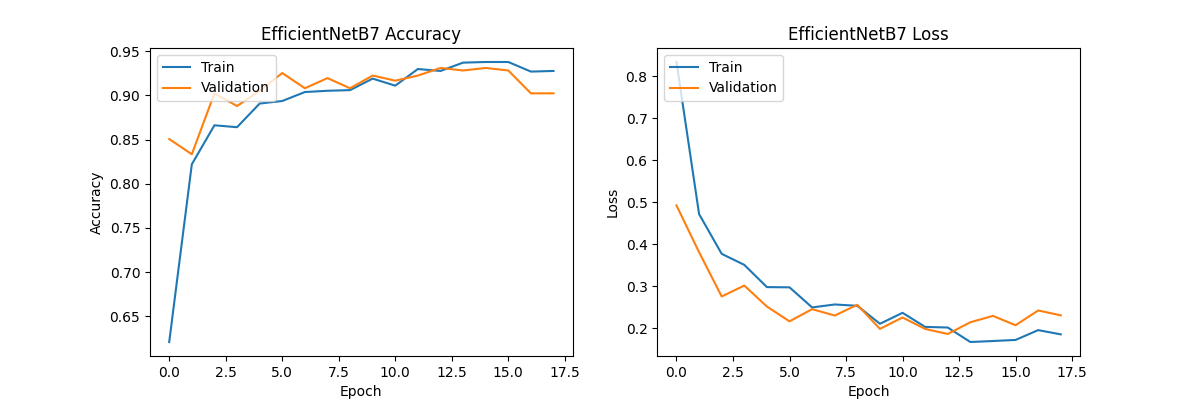 EfficientNetB7 Accuracy
Train
Validation
0.95
0.90
0.85
0.80
0.75
0.70
0.65
Accuracy
0.0 2.5 5.0 7.5 10.0 12.5 15.0 17.5
Epoch
EfficientNetB7 Loss
Train
Validation
0.8
0.7
0.6
0.5
0.4
0.3
0.2
Loss
0.0 2.5 5.0 7.5 10.0 12.5 15.0 17.5
Epoch